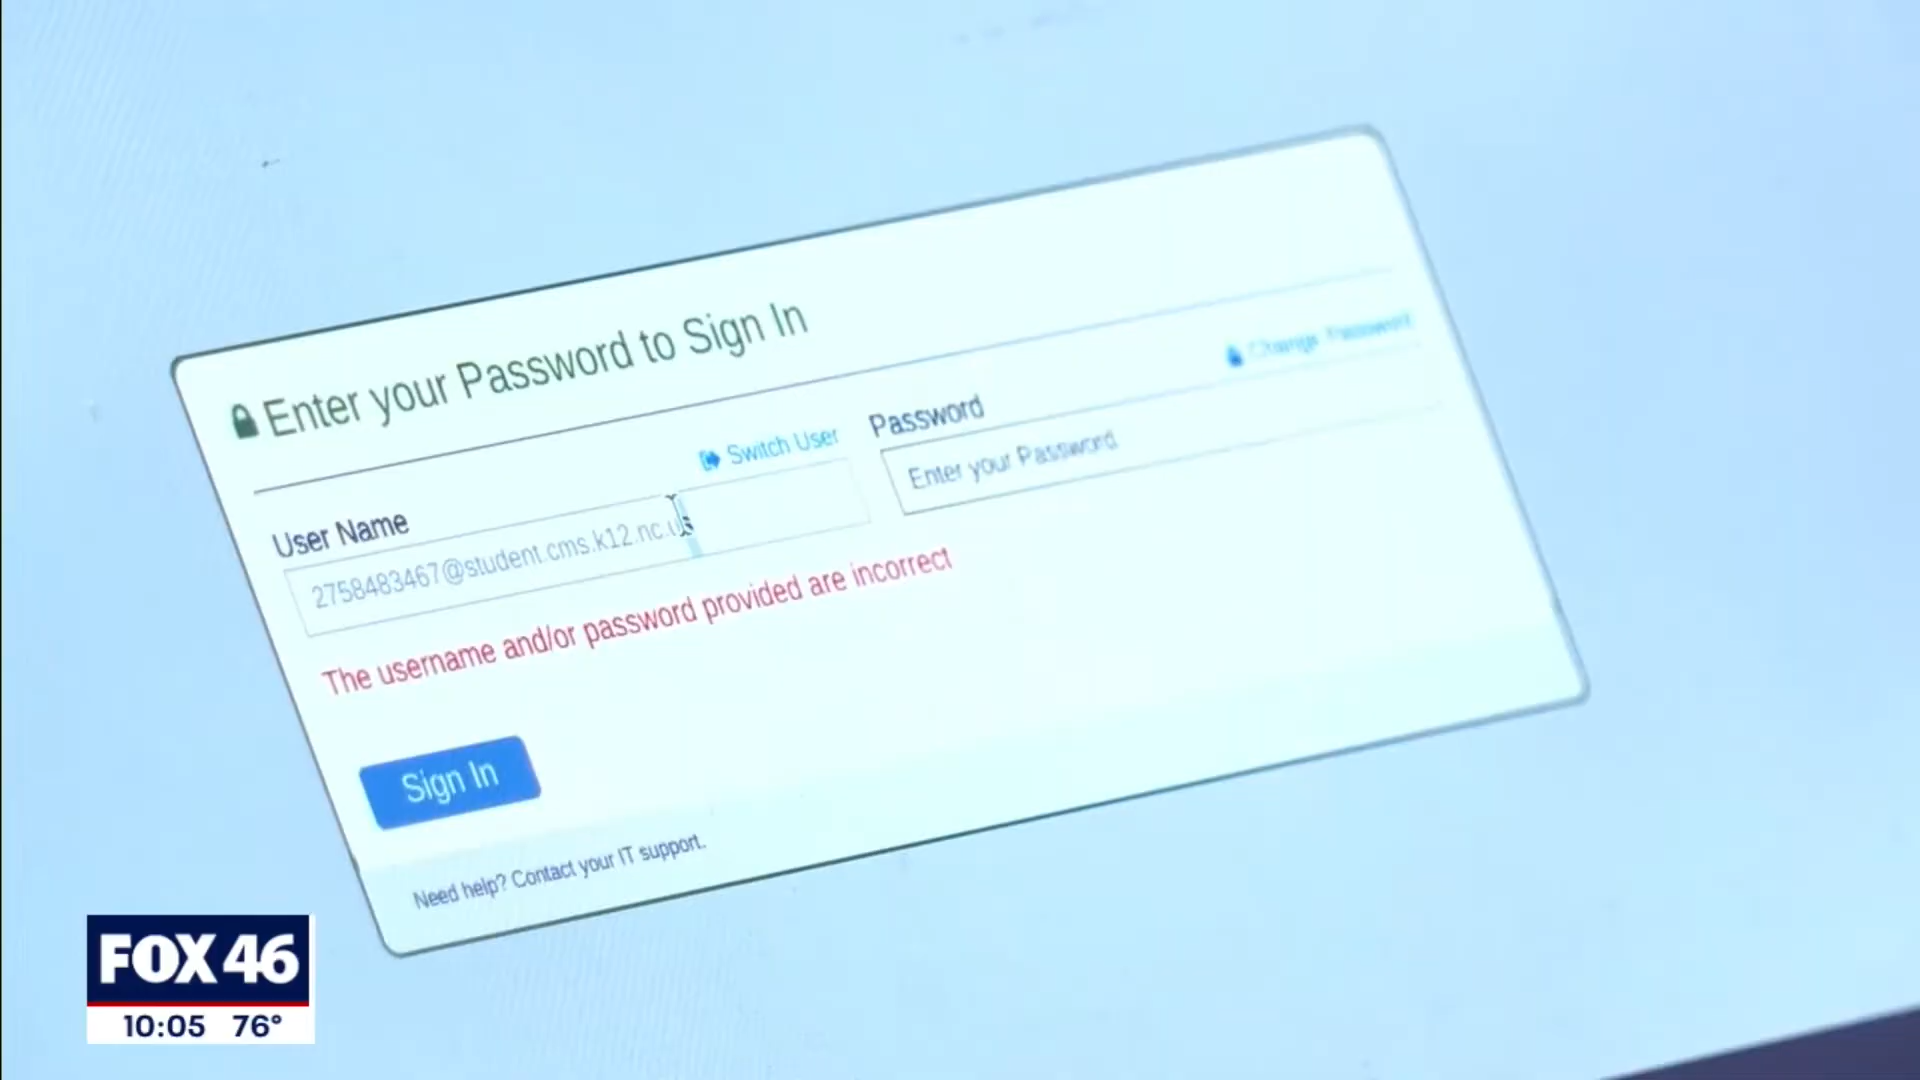 Enter your Password to Sign In
Change Password
Switch User
Password
Enter your Password
User Name
2758483467@student.cms.k12.nc.us
The username and/or password provided are incorrect
Sign In
Need help? Contact your IT support.
FOX 46
10:05 76°